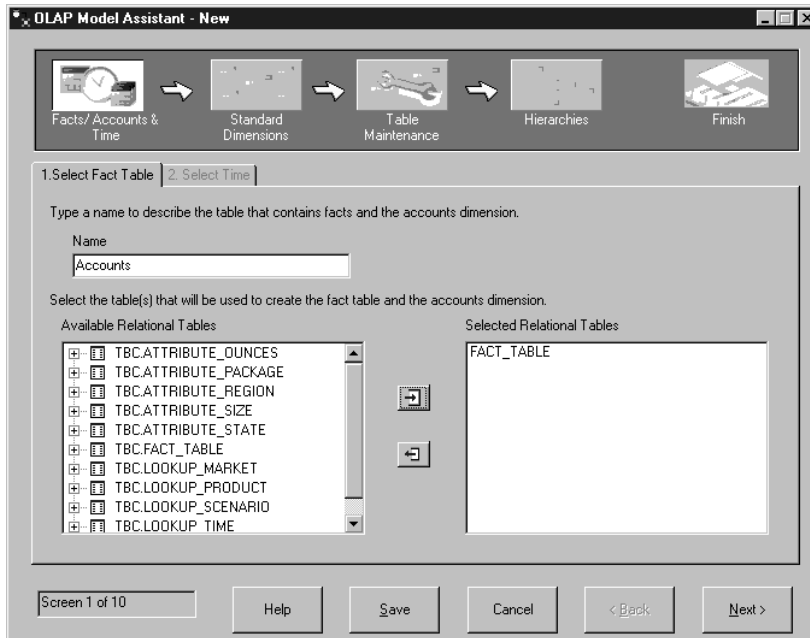 OLAP Model Assistant - New
Facts/ Accounts &
Time
Standard
Dimensions
Table
Maintenance
Hierarchies
Finish
1.Select Fact Table
2. Select Time
Type a name to describe the table that contains facts and the accounts dimension.
Name
Accounts
Select the table(s) that will be used to create the fact table and the accounts dimension.
Available Relational Tables
TBC.ATTRIBUTE_OUNCES
TBC.ATTRIBUTE_PACKAGE
TBC.ATTRIBUTE_REGION
TBC.ATTRIBUTE_SIZE
TBC.ATTRIBUTE_STATE
TBC.FACT_TABLE
TBC.LOOKUP_MARKET
TBC.LOOKUP_PRODUCT
TBC.LOOKUP_SCENARIO
TBC.LOOKUP_TIME
Selected Relational Tables
FACT_TABLE
Screen 1 of 10
Help
Save
Cancel
< Back
Next >